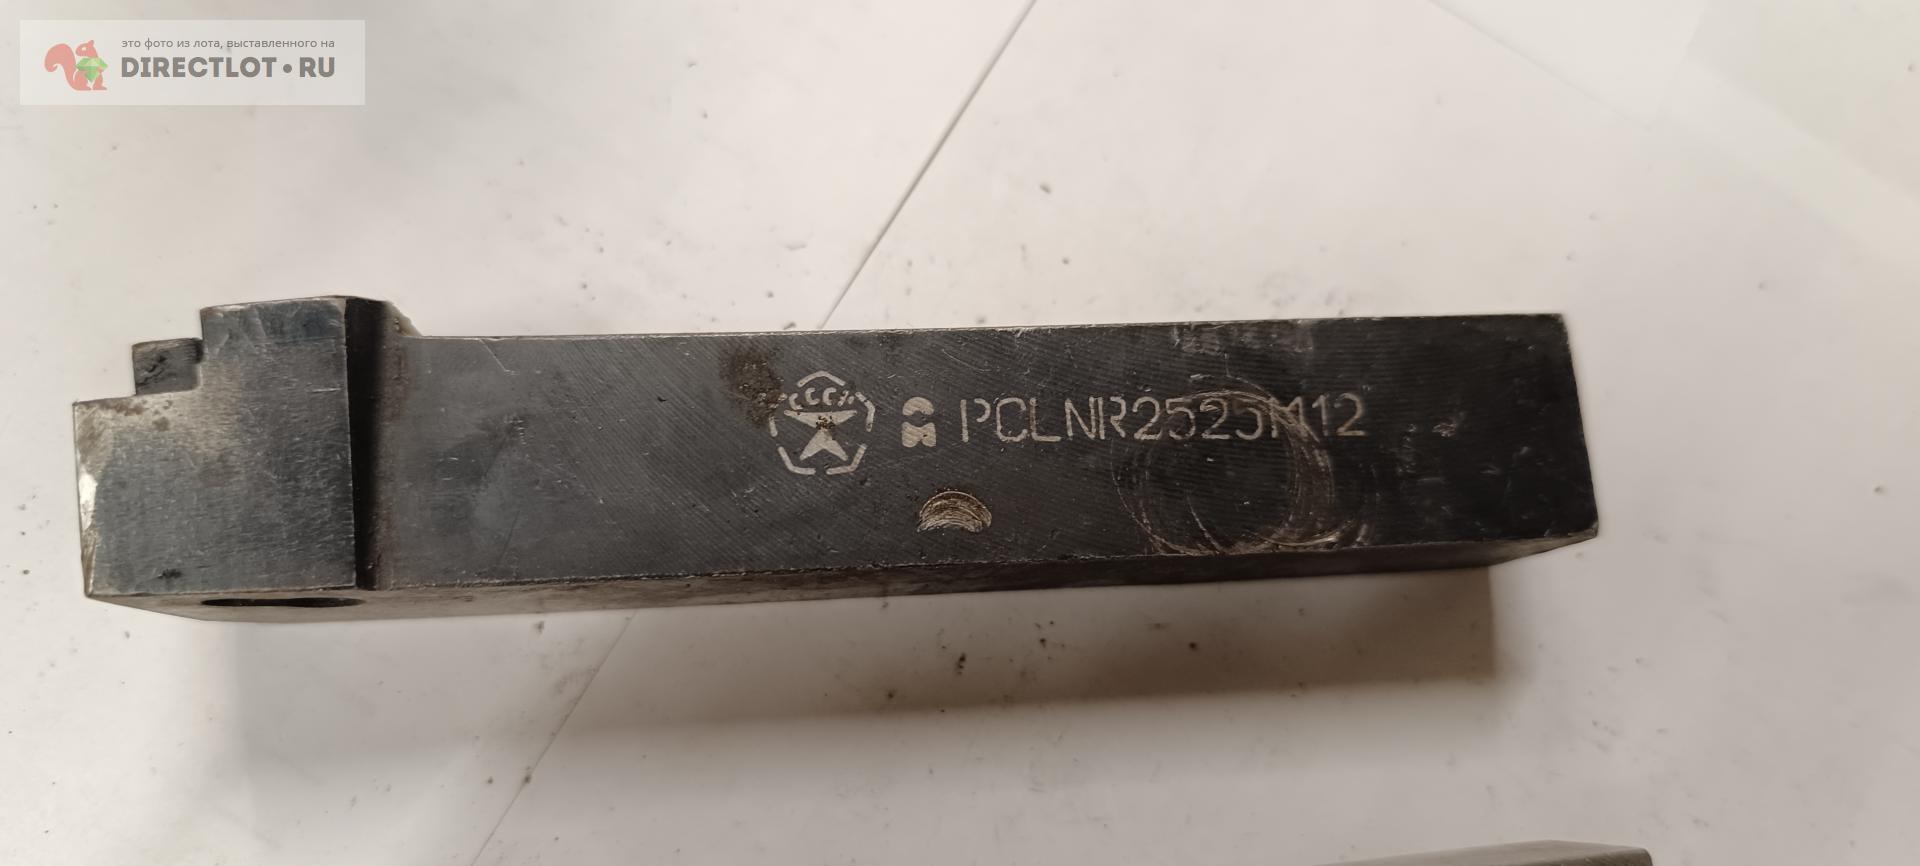 это фото из лота, выставленного на
DIRECTLOT•RU
СССР
PCLNR2525M12